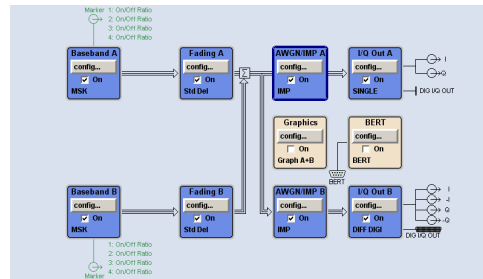 Marker 1: On/Off Ratio
2: On/Off Ratio
3: On/Off Ratio
4: On/Off Ratio
Baseband A
config...
On
MSK
Fading A
config...
On
Std Del
Σ
AWGN/IMP A
config...
On
IMP
I/Q Out A
config...
On
SINGLE
I
Q
DIG I/Q OUT
Graphics
config...
On
Graph A+B
BERT
config...
On
BERT
BERT
Baseband B
config...
On
MSK
Fading B
config...
On
Std Del
AWGN/IMP B
config...
On
IMP
I/Q Out B
config...
On
DIFF DIGI
I
-I
Q
-Q
DIG I/Q OUT
1: On/Off Ratio
2: On/Off Ratio
3: On/Off Ratio
Marker 4: On/Off Ratio